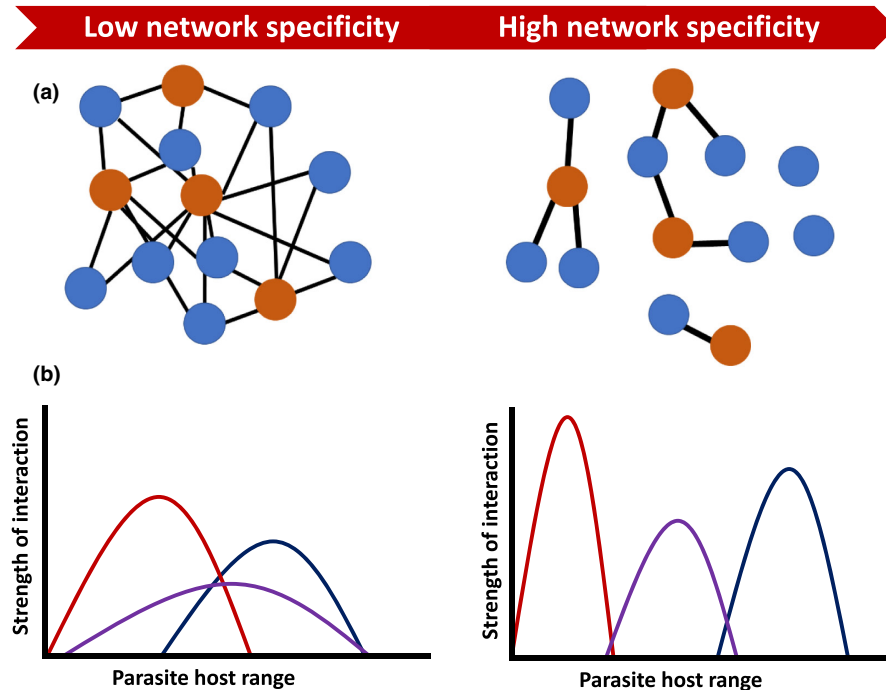 Low network specificity
High network specificity
(a)
(b)
Strength of interaction
Parasite host range
Strength of interaction
Parasite host range